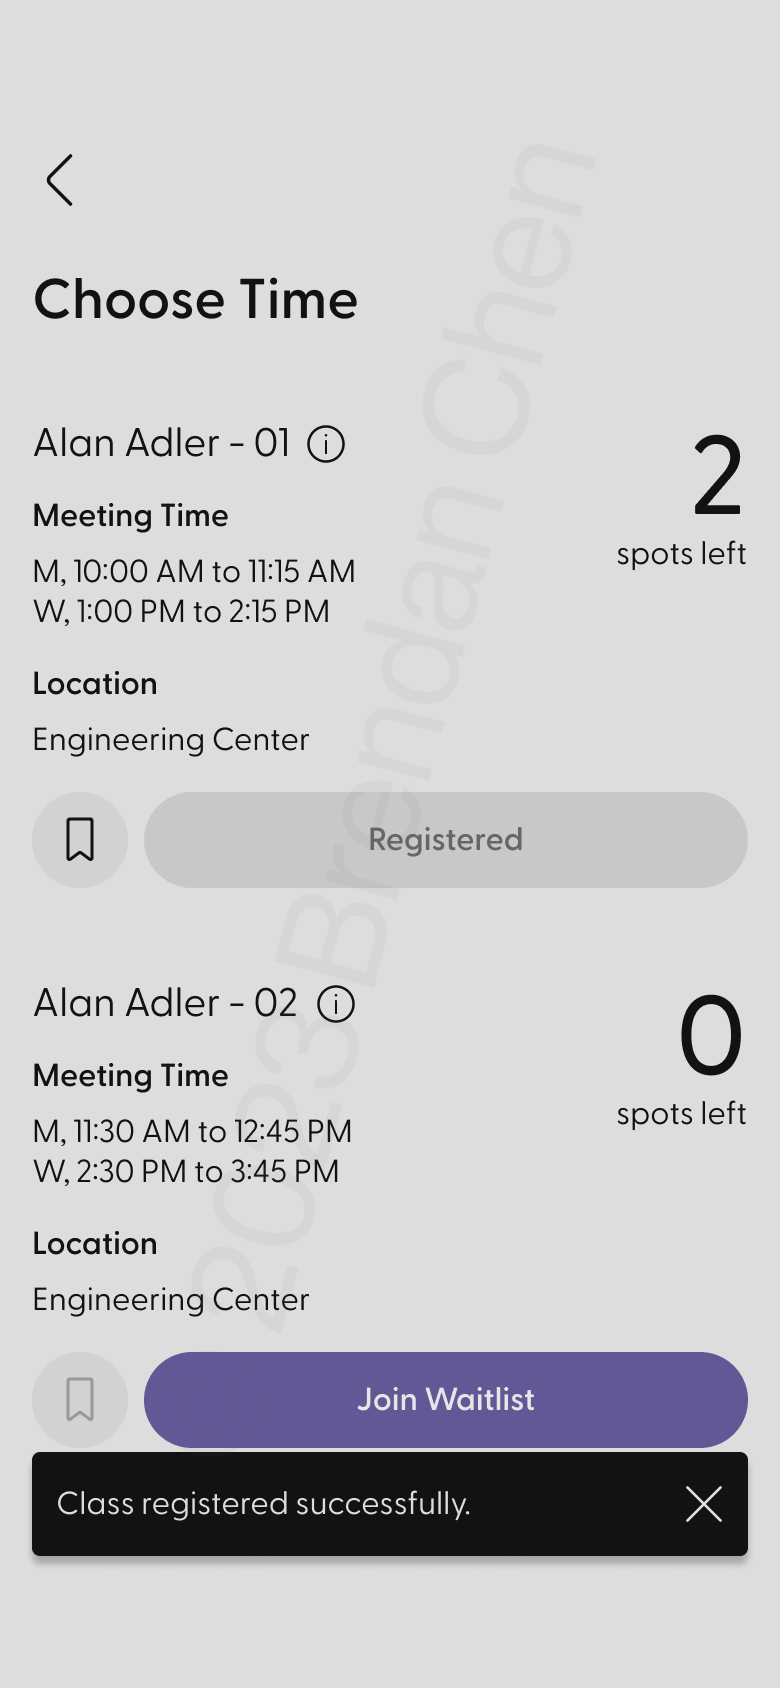 Choose Time
Alan Adler - 01
2
spots left
Meeting Time
M, 10:00 AM to 11:15 AM
W, 1:00 PM to 2:15 PM
Location
Engineering Center
Registered
Alan Adler - 02
0
spots left
Meeting Time
M, 11:30 AM to 12:45 PM
W, 2:30 PM to 3:45 PM
Location
Engineering Center
Join Waitlist
Class registered successfully.
2023 Brendan Chen